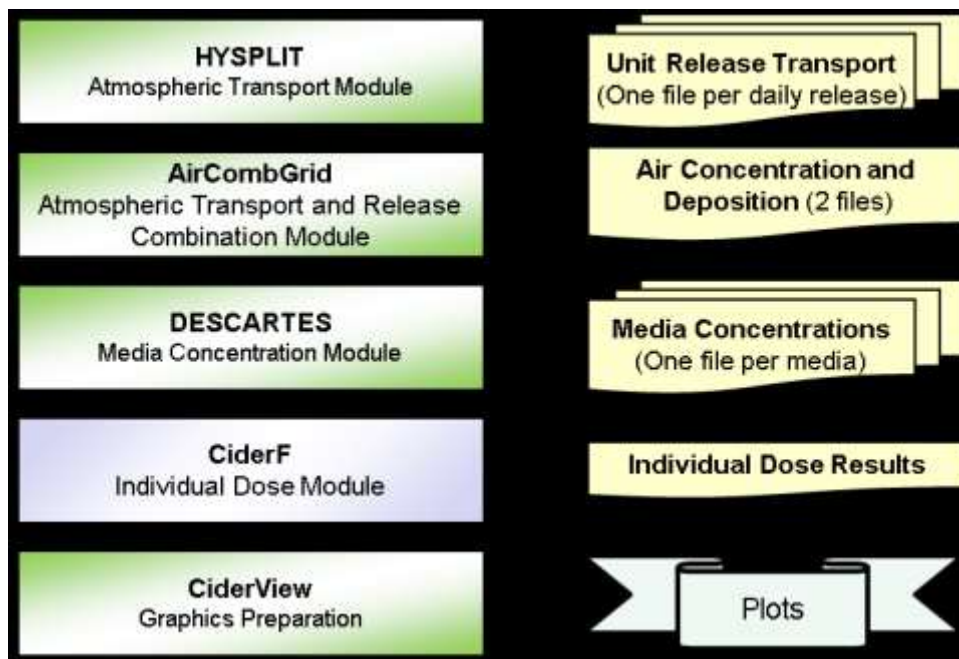 HYSPLIT
Atmospheric Transport Module
Unit Release Transport
(One file per daily release)
AirCombGrid
Atmospheric Transport and Release
Combination Module
Air Concentration and
Deposition (2 files)
DESCARTES
Media Concentration Module
Media Concentrations
(One file per media)
CiderF
Individual Dose Module
Individual Dose Results
CiderView
Graphics Preparation
Plots